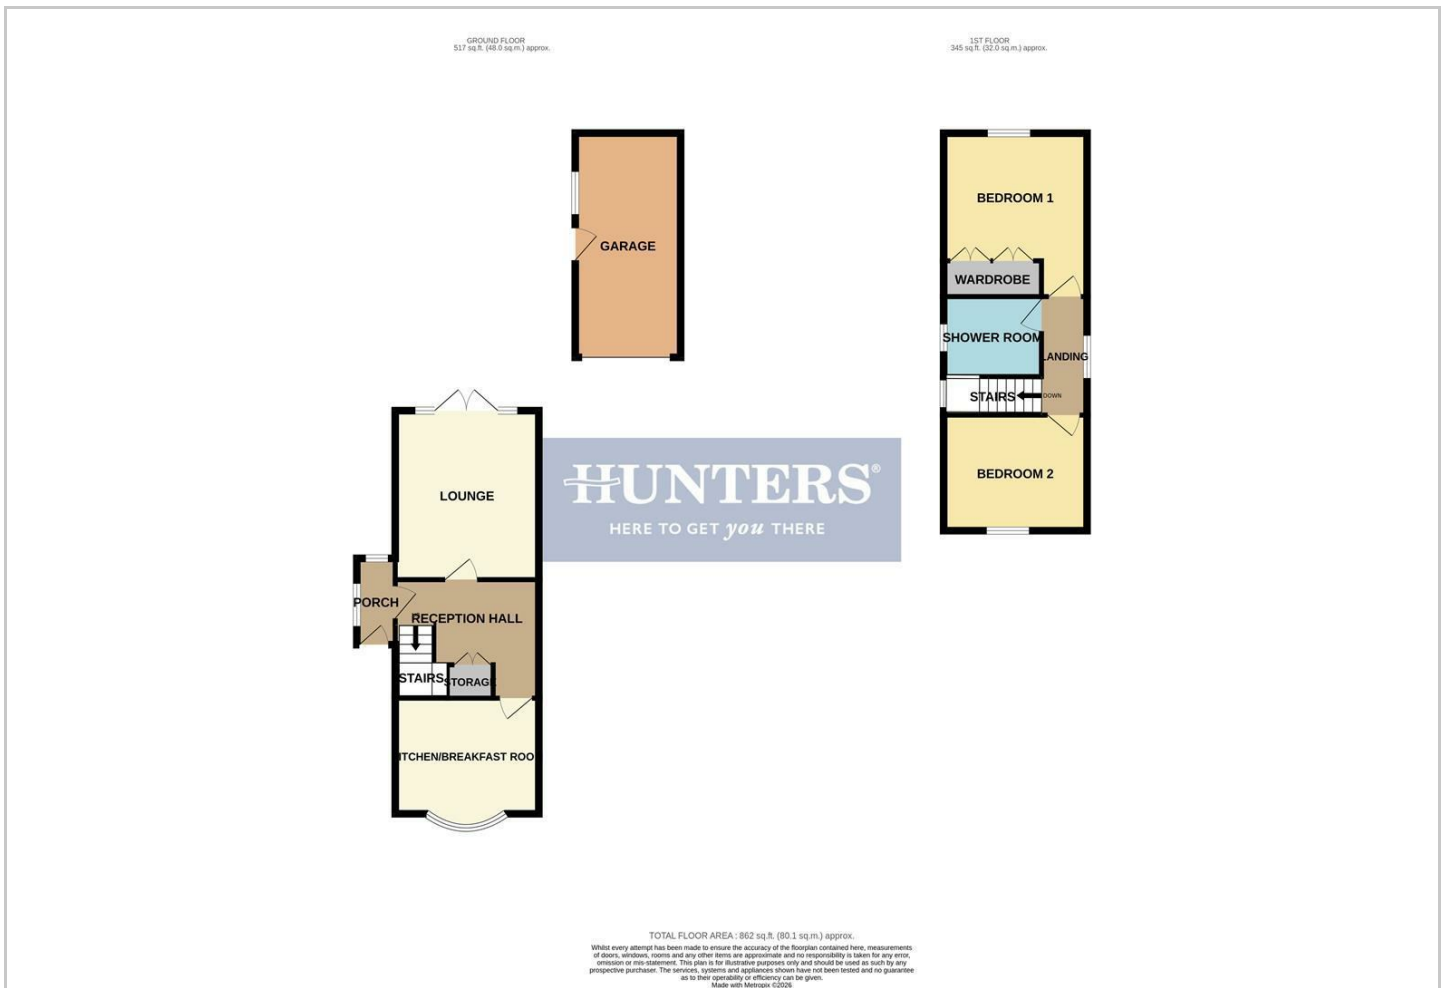 GROUND FLOOR
517 sq.ft. (48.0 sq.m.) approx.
1ST FLOOR
345 sq.ft. (32.0 sq.m.) approx.
GARAGE
BEDROOM 1
WARDROBE
SHOWER ROOM
LANDING
STAIRS
DOWN
BEDROOM 2
LOUNGE
HUNTERS®
HERE TO GET you THERE
PORCH
RECEPTION HALL
STAIRS
STORAGE
ITCHEN/BREAKFAST ROO
TOTAL FLOOR AREA : 862 sq.ft. (80.1 sq.m.) approx.
Whilst every attempt has been made to ensure the accuracy of the floorplan contained here, measurements
of doors, windows, rooms and any other items are approximate and no responsibility is taken for any error,
omission or mis-statement. This plan is for illustrative purposes only and should be used as such by any
prospective purchaser. The services, systems and appliances shown have not been tested and no guarantee
as to their operability or efficiency can be given.
Made with Metropix ©2026